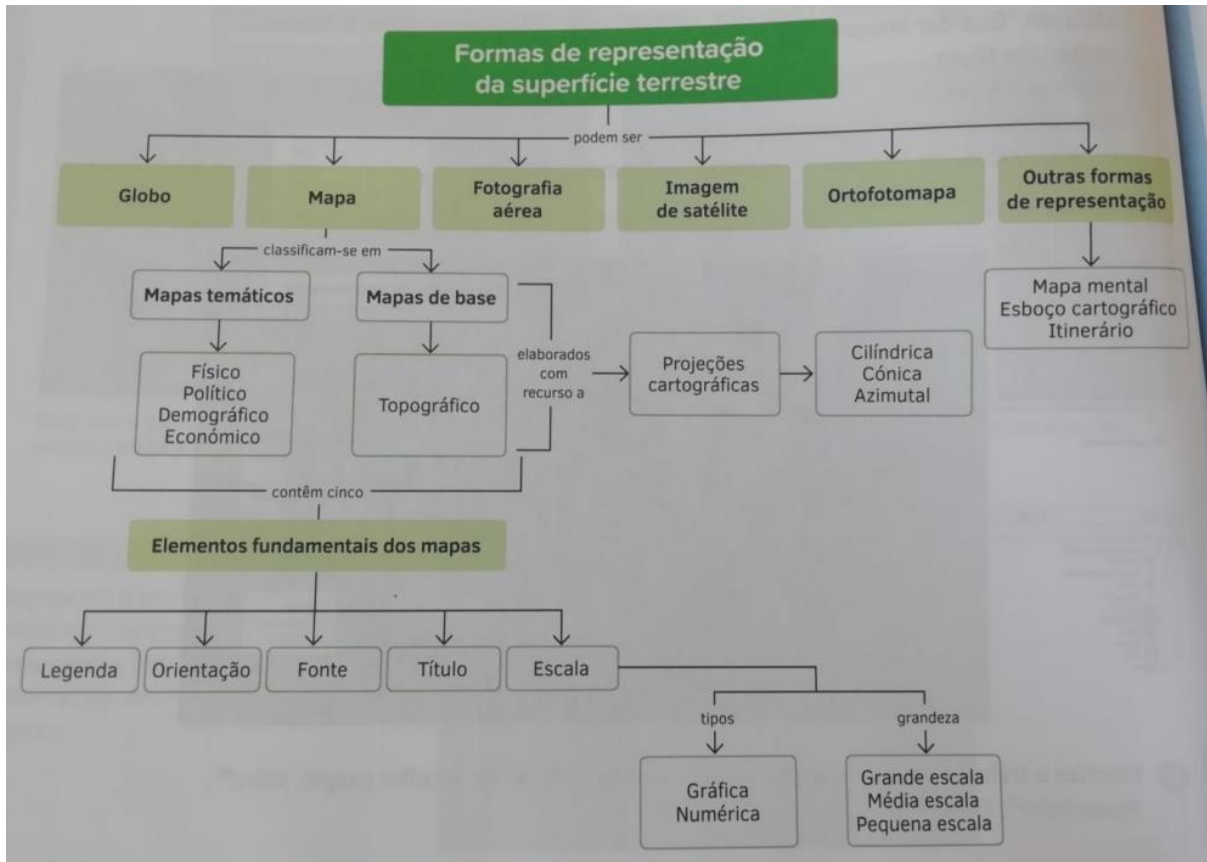 Formas de representação
da superfície terrestre
podem ser
Globo
Mapa
Fotografia
aérea
Imagem
de satélite
Ortofotomapa
Outras formas
de representação
classificam-se em
Mapas temáticos
Mapas de base
Mapa mental
Esboço cartográfico
Itinerário
Físico
Político
Demográfico
Económico
Topográfico
elaborados
com
recurso a
Projeções
cartográficas
Cilíndrica
Cónica
Azimutal
contêm cinco
Elementos fundamentais dos mapas
Legenda
Orientação
Fonte
Título
Escala
tipos
grandeza
Gráfica
Numérica
Grande escala
Média escala
Pequena escala